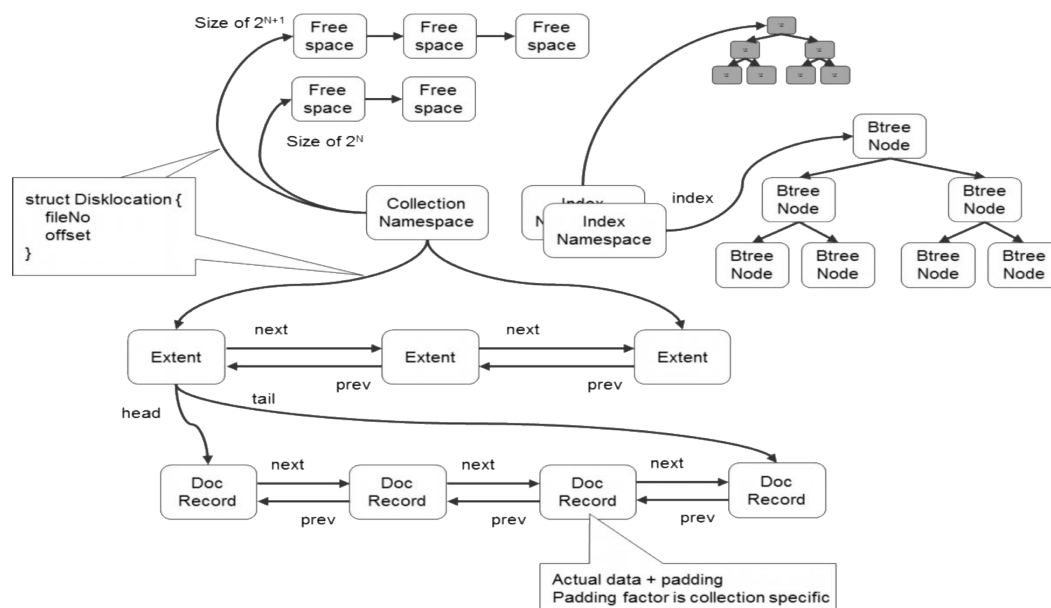 Size of 2ᴺ⁺¹
Free
space
Free
space
Free
space
Free
space
Free
space
Size of 2ᴺ
struct Disklocation {
fileNo
offset
}
Collection
Namespace
Index
Index
Namespace
index
Btree
Node
Btree
Node
Btree
Node
Btree
Node
Btree
Node
Btree
Node
Btree
Node
Extent
next
prev
Extent
next
prev
Extent
head
tail
Doc
Record
next
prev
Doc
Record
next
prev
Doc
Record
next
prev
Doc
Record
Actual data + padding
Padding factor is collection specific